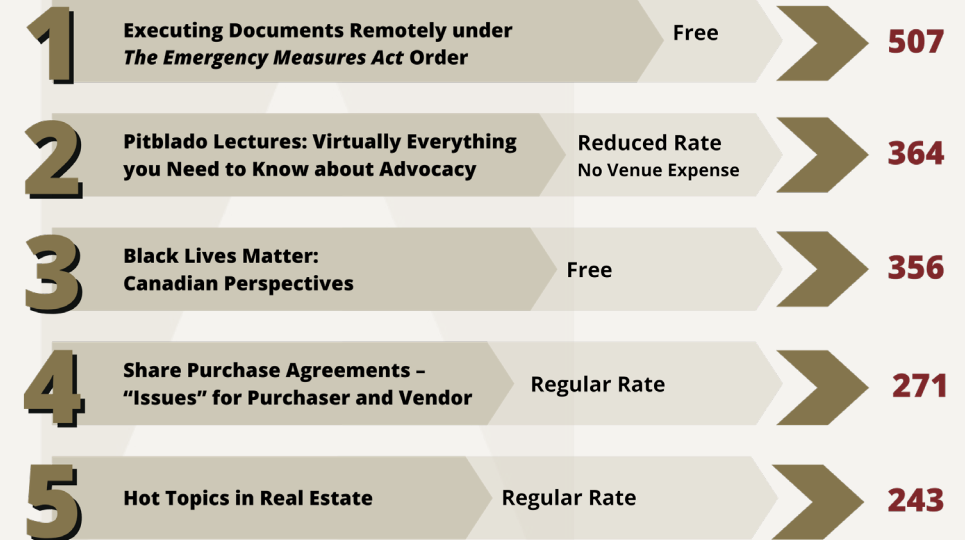 1
Executing Documents Remotely under
The Emergency Measures Act Order
Free
507
2
Pitblado Lectures: Virtually Everything
you Need to Know about Advocacy
Reduced Rate
No Venue Expense
364
3
Black Lives Matter:
Canadian Perspectives
Free
356
4
Share Purchase Agreements –
“Issues” for Purchaser and Vendor
Regular Rate
271
5
Hot Topics in Real Estate
Regular Rate
243